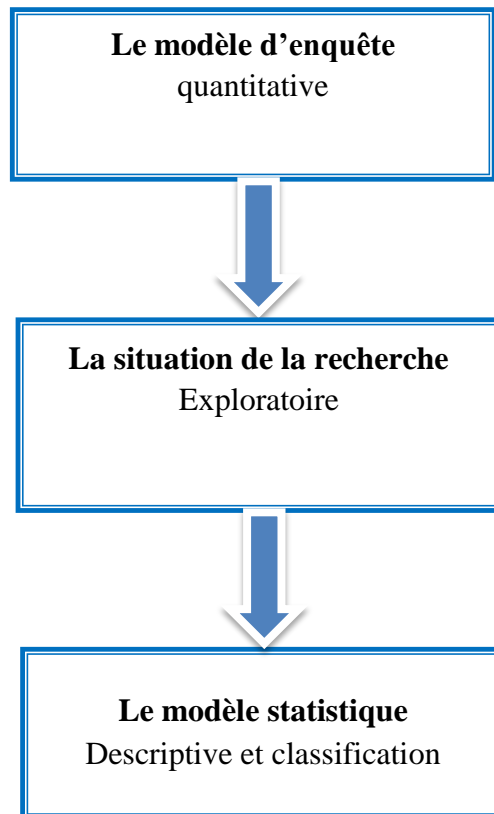 Le modèle d’enquête
quantitative
La situation de la recherche
Exploratoire
Le modèle statistique
Descriptive et classification